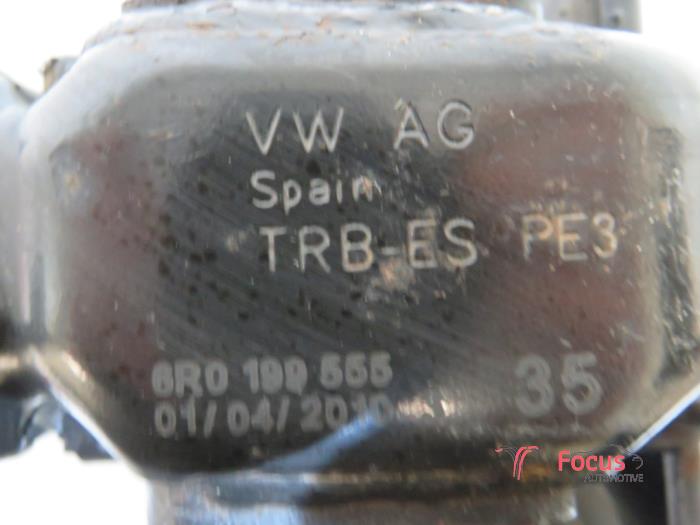 VW AG
Spain
TRB-ES PE3
6R0 199 555
01/04/2010
35
Focus
AUTOMOTIVE